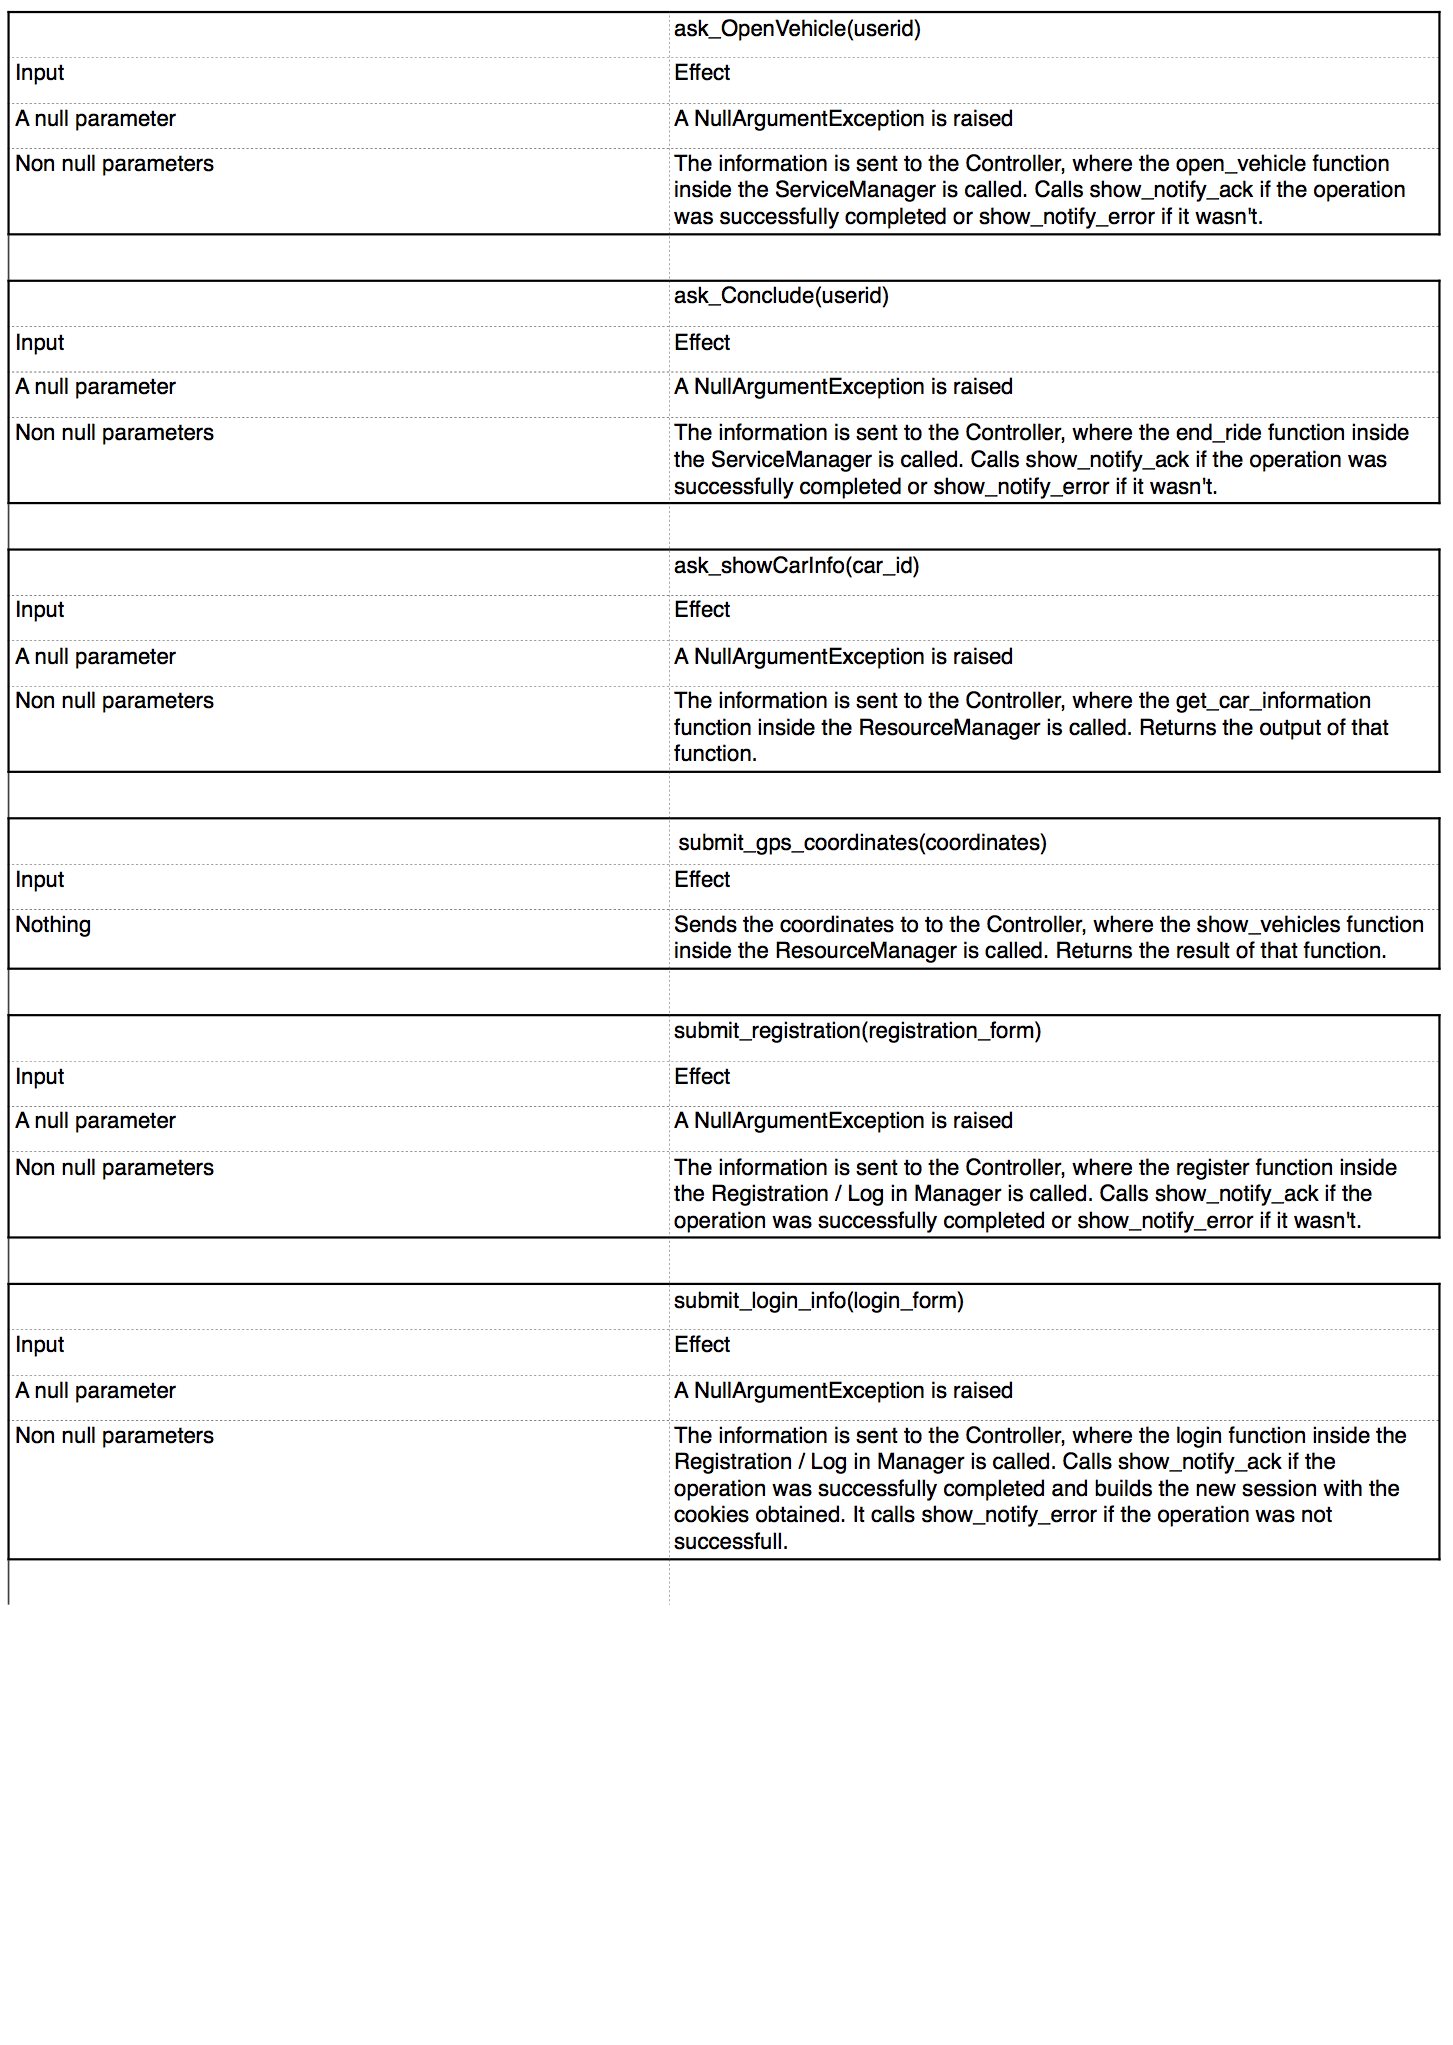 ask_OpenVehicle(userid)
Input Effect
A null parameter A NullArgumentException is raised
Non null parameters The information is sent to the Controller, where the open_vehicle function
inside the ServiceManager is called. Calls show_notify_ack if the operation
was successfully completed or show_notify_error if it wasn't.
ask_Conclude(userid)
Input Effect
A null parameter A NullArgumentException is raised
Non null parameters The information is sent to the Controller, where the end_ride function inside
the ServiceManager is called. Calls show_notify_ack if the operation was
successfully completed or show_notify_error if it wasn't.
ask_showCarInfo(car_id)
Input Effect
A null parameter A NullArgumentException is raised
Non null parameters The information is sent to the Controller, where the get_car_information
function inside the ResourceManager is called. Returns the output of that
function.
submit_gps_coordinates(coordinates)
Input Effect
Nothing Sends the coordinates to to the Controller, where the show_vehicles function
inside the ResourceManager is called. Returns the result of that function.
submit_registration(registration_form)
Input Effect
A null parameter A NullArgumentException is raised
Non null parameters The information is sent to the Controller, where the register function inside
the Registration / Log in Manager is called. Calls show_notify_ack if the
operation was successfully completed or show_notify_error if it wasn't.
submit_login_info(login_form)
Input Effect
A null parameter A NullArgumentException is raised
Non null parameters The information is sent to the Controller, where the login function inside the
Registration / Log in Manager is called. Calls show_notify_ack if the
operation was successfully completed and builds the new session with the
cookies obtained. It calls show_notify_error if the operation was not
successfull.